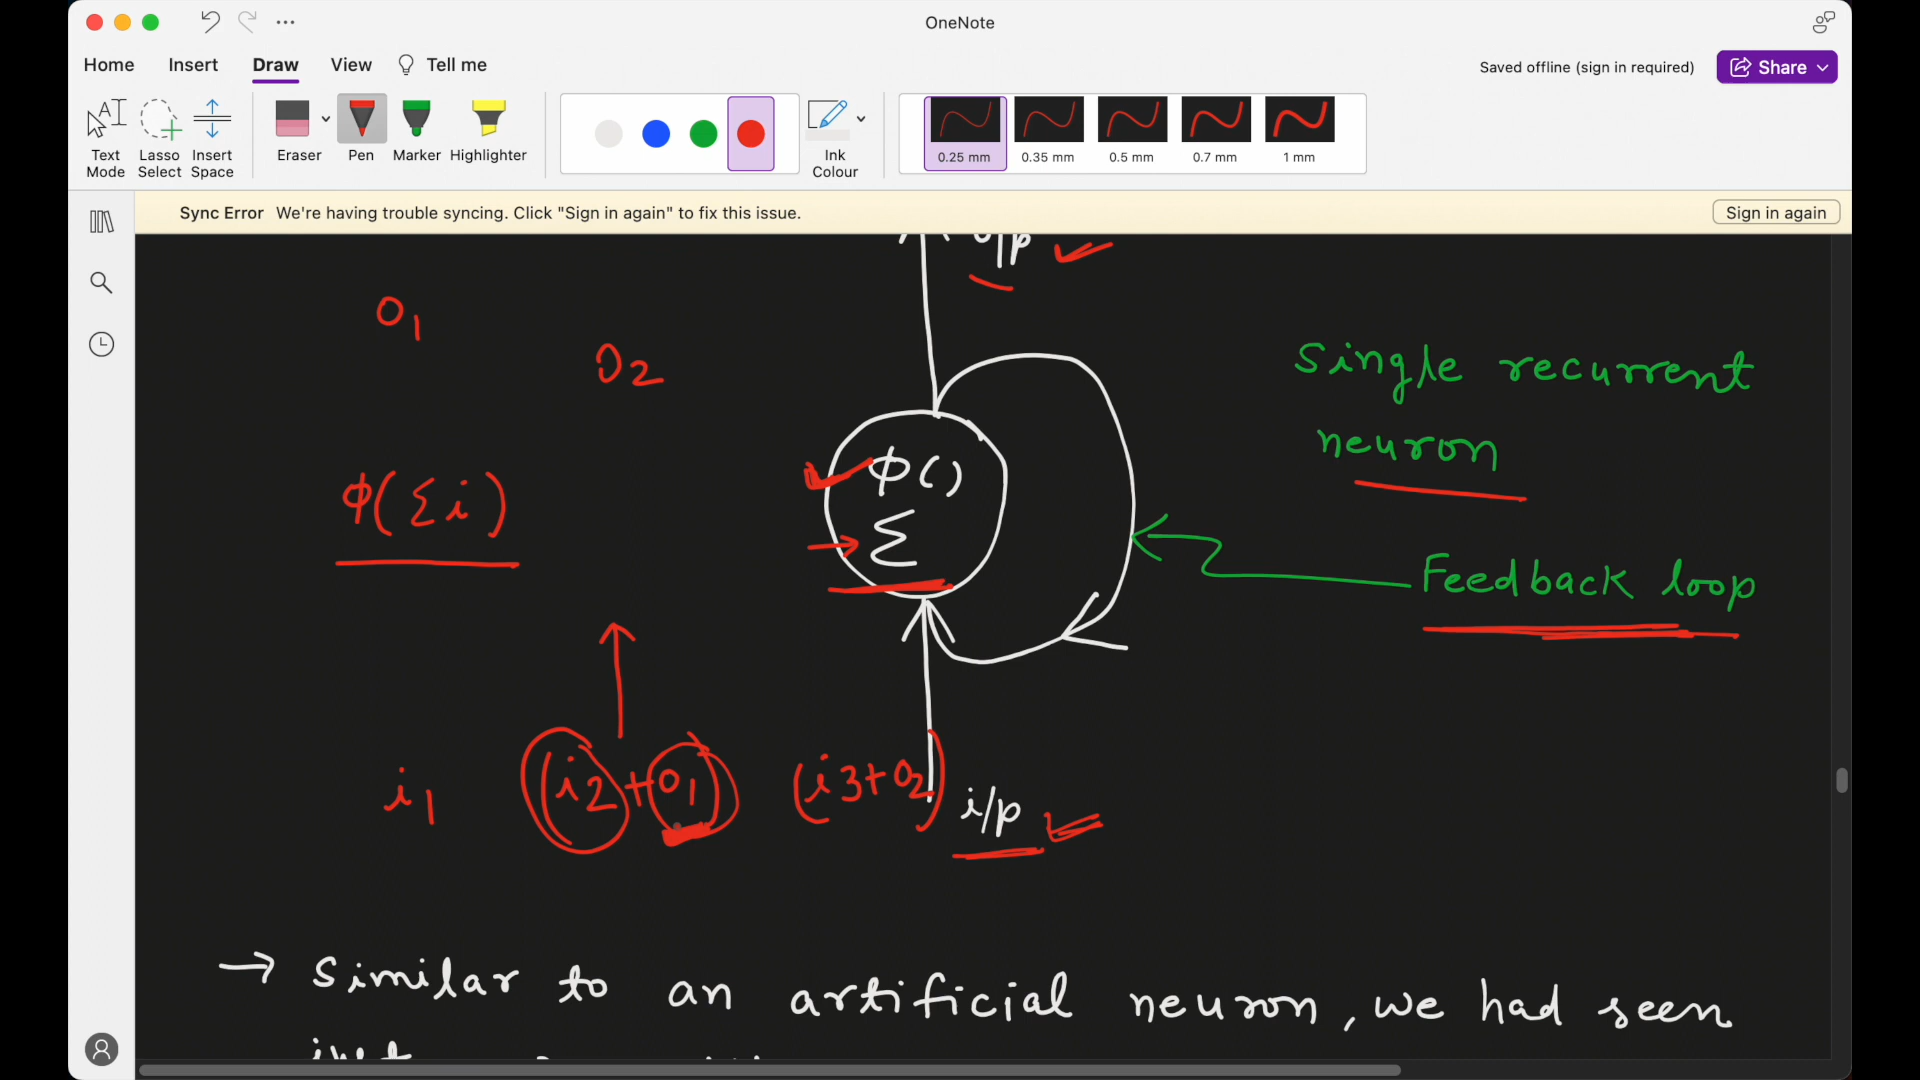 OneNote
Home Insert Draw View Tell me
Saved offline (sign in required)
Share
Text Mode
Lasso Select
Insert Space
Eraser
Pen
Marker
Highlighter
Ink Colour
0.25 mm
0.35 mm
0.5 mm
0.7 mm
1 mm
Sync Error We're having trouble syncing. Click "Sign in again" to fix this issue.
Sign in again
o/p
O1
O2
Single recurrent
neuron
ϕ(Σi)
ϕ()
Σ
Feedback loop
i1
(i2+O1)
(i3+O2)
i/p
→ Similar to an artificial neuron, we had seen